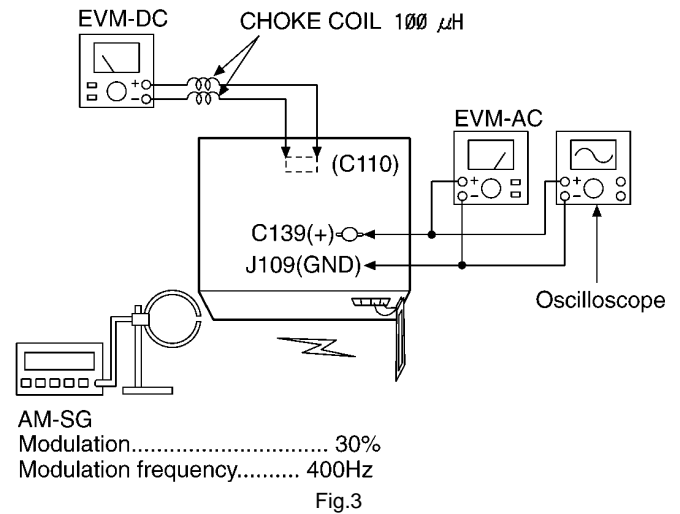 EVM-DC
CHOKE COIL 100 μH
+
−
EVM-AC
(C110)
+
−
+
−
C139(+)
J109(GND)
Oscilloscope
AM-SG
Modulation.............................. 30%
Modulation frequency.......... 400Hz
Fig.3